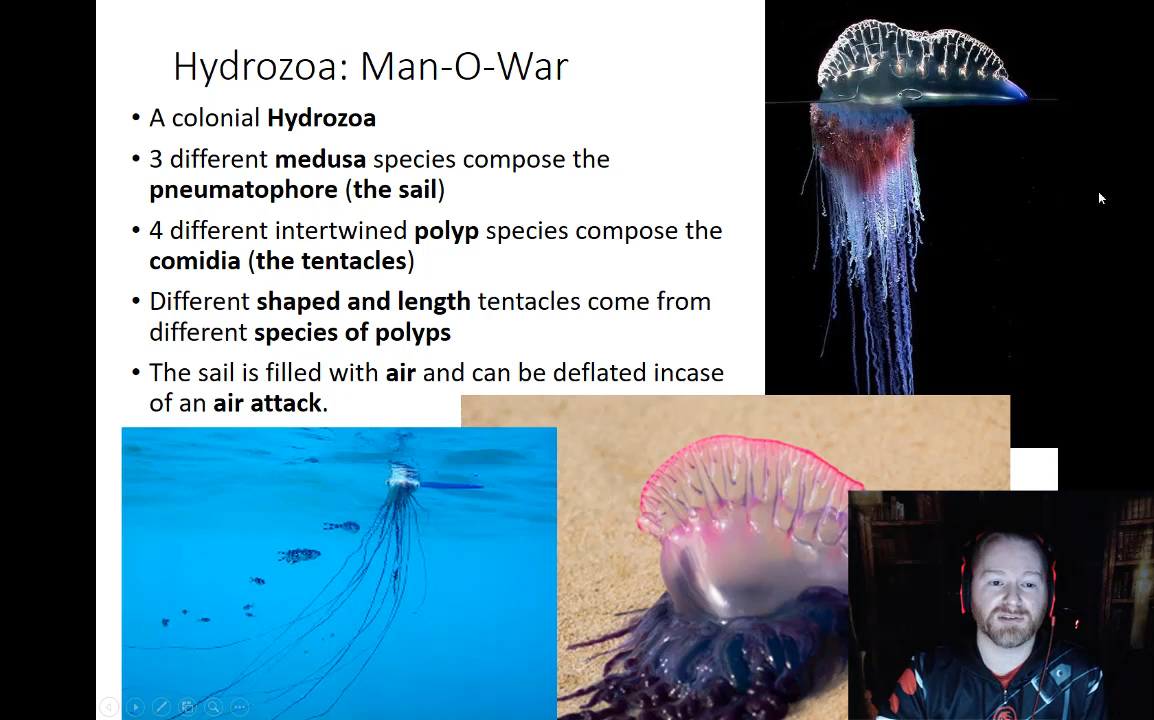 Hydrozoa: Man-O-War
• A colonial Hydrozoa
• 3 different medusa species compose the
pneumatophore (the sail)
• 4 different intertwined polyp species compose the
comidia (the tentacles)
• Different shaped and length tentacles come from
different species of polyps
• The sail is filled with air and can be deflated incase
of an air attack.